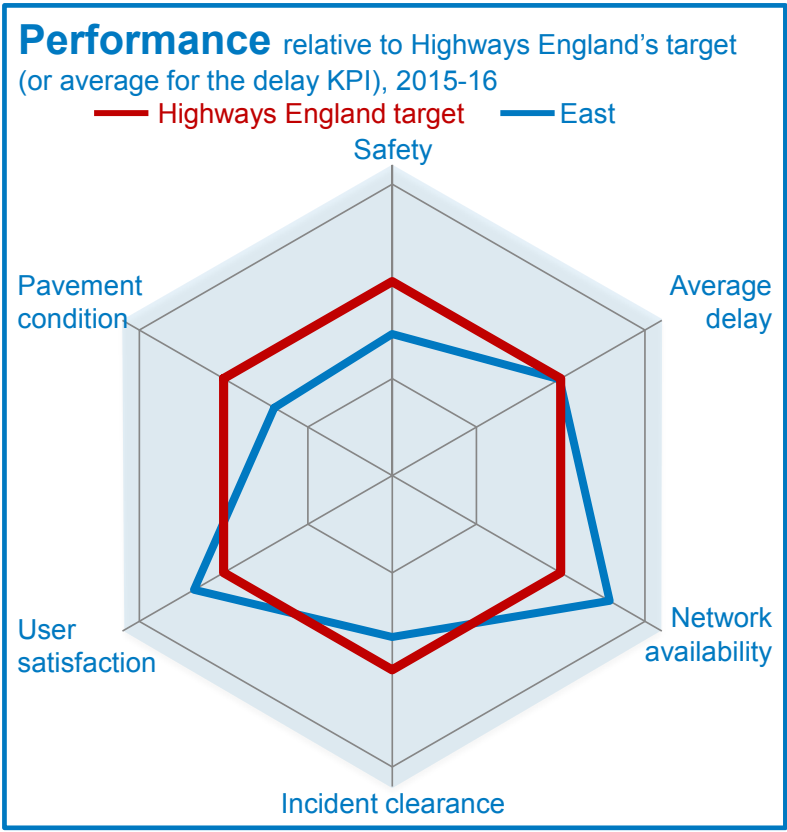 Performance relative to Highways England's target
(or average for the delay KPI), 2015-16
Highways England target East
Safety
Pavement
condition
Average
delay
User
satisfaction
Network
availability
Incident clearance